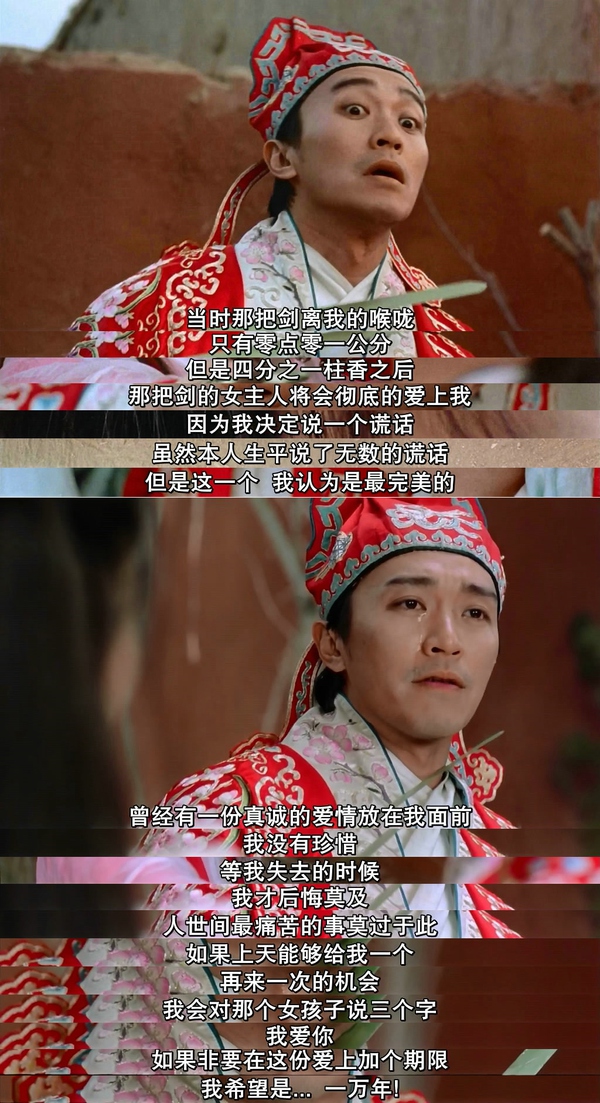 当时那把剑离我的喉咙
只有零点零一公分
但是四分之一柱香之后
那把剑的女主人将会彻底的爱上我
因为我决定说一个谎话
虽然本人生平说了无数的谎话
但是这一个 我认为是最完美的
曾经有一份真诚的爱情放在我面前
我没有珍惜
等我失去的时候
我才后悔莫及
人世间最痛苦的事莫过于此
如果上天能够给我一个
再来一次的机会
我会对那个女孩子说三个字
我爱你
如果非要在这份爱上加个期限
我希望是... 一万年!